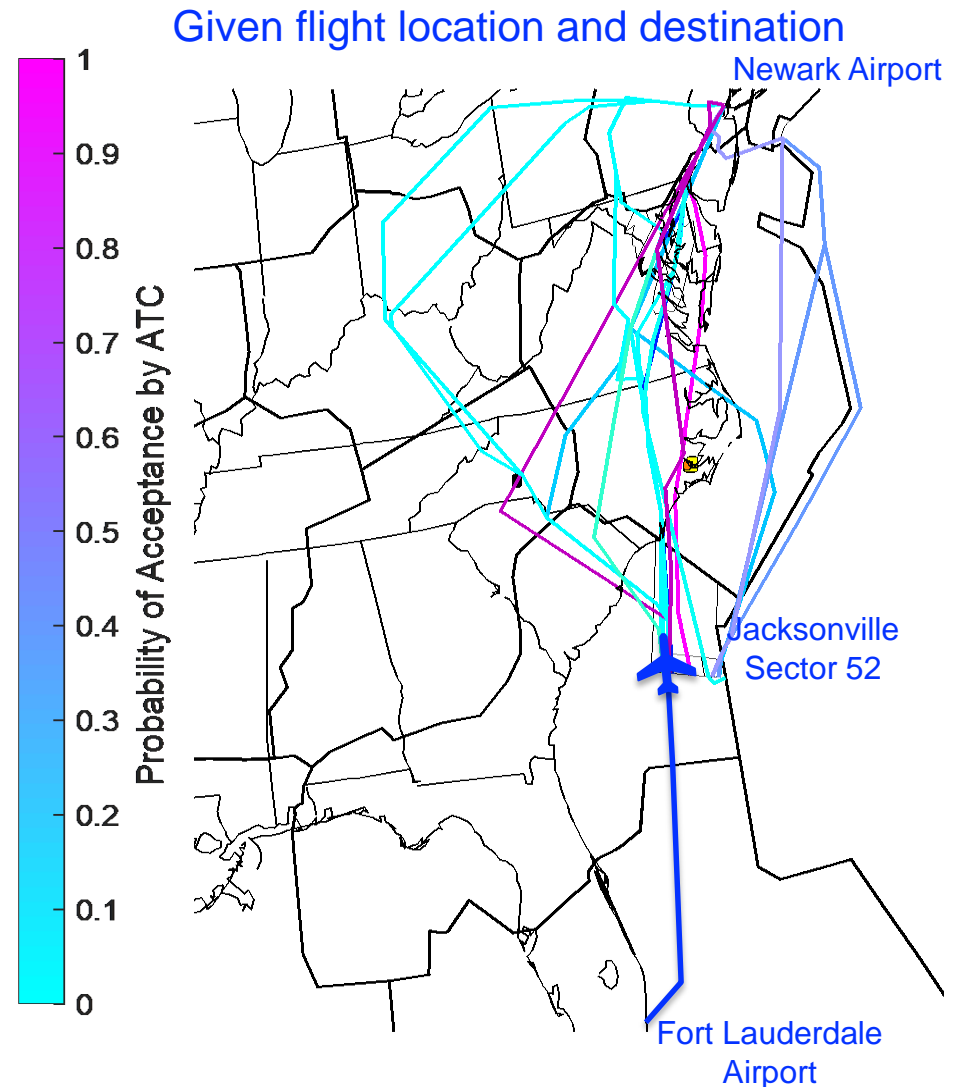 Given flight location and destination
Newark Airport
1
0.9
0.8
0.7
0.6
0.5
0.4
0.3
0.2
0.1
0
Probability of Acceptance by ATC
Jacksonville
Sector 52
Fort Lauderdale
Airport